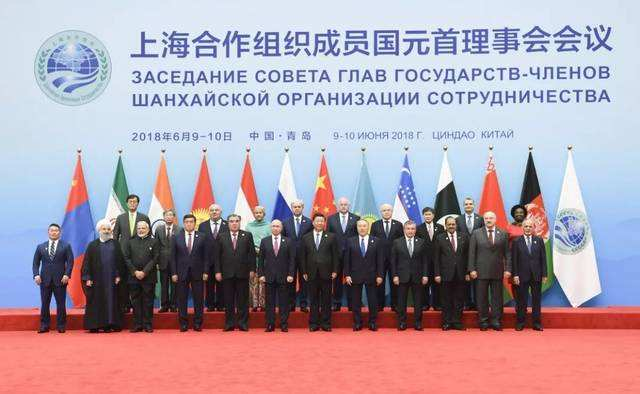 上海合作组织成员国元首理事会会议
ЗАСЕДАНИЕ СОВЕТА ГЛАВ ГОСУДАРСТВ-ЧЛЕНОВ
ШАНХАЙСКОЙ ОРГАНИЗАЦИИ СОТРУДНИЧЕСТВА
2018年6月9-10日 中国·青岛 9-10 ИЮНЯ 2018 Г. ЦИНДАО КИТАЙ